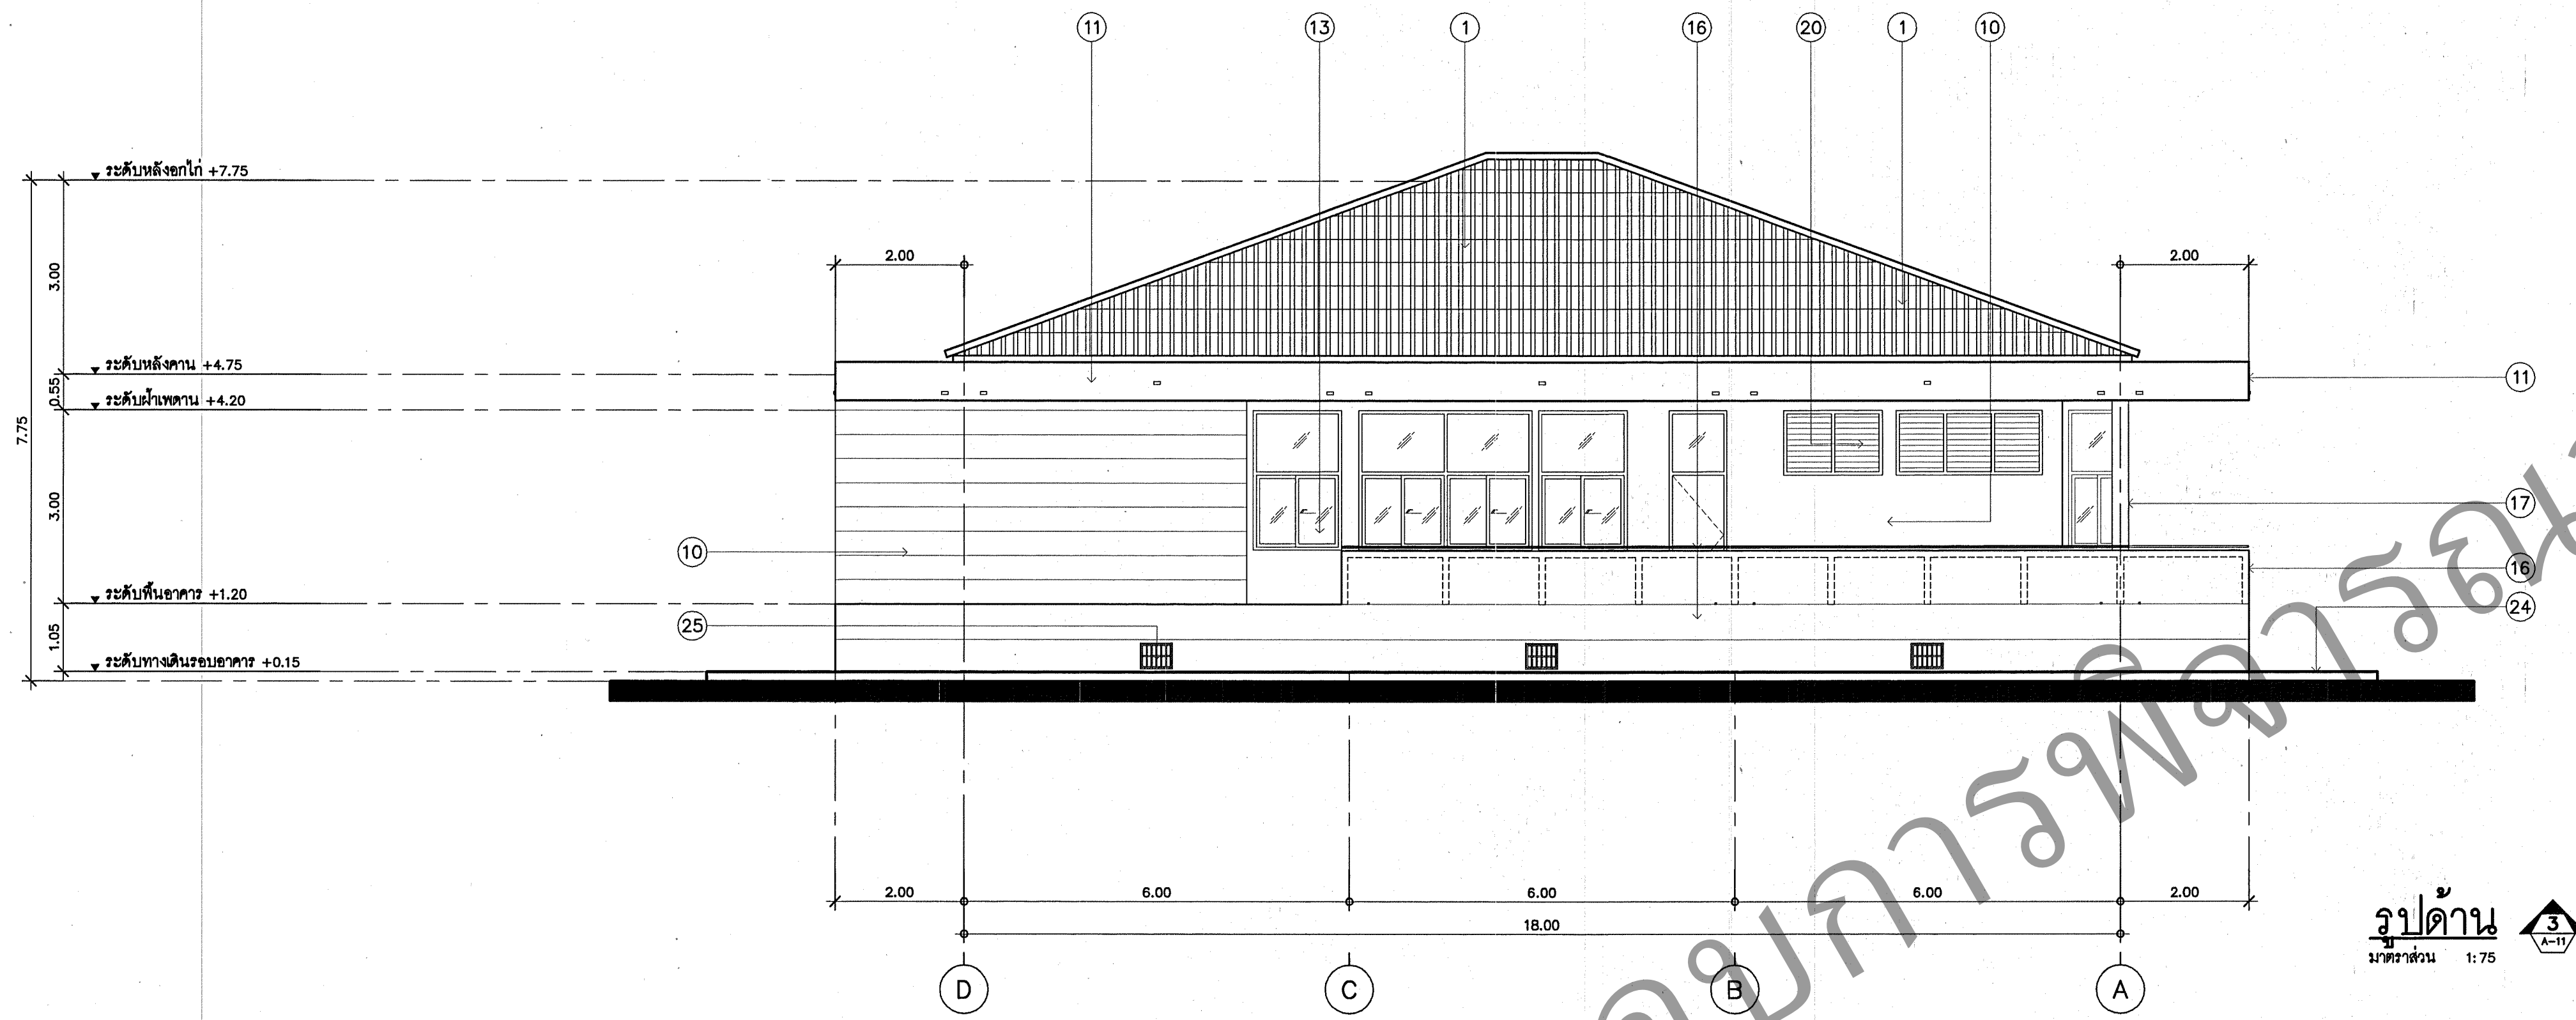 11 13 1 16 20 1 10
ระดับหลังอกไก่ +7.75
2.00 2.00
3.00
ระดับหลังคาน +4.75
11
0.55
ระดับฝ้าเพดาน +4.20
7.75
3.00
17
10
16
ระดับพื้นอาคาร +1.20
24
25
1.05
ระดับทางเดินรอบอาคาร +0.15
2.00 6.00 6.00 6.00 2.00
18.00
รูปด้าน 3
A-11
มาตราส่วน 1:75
D C B A